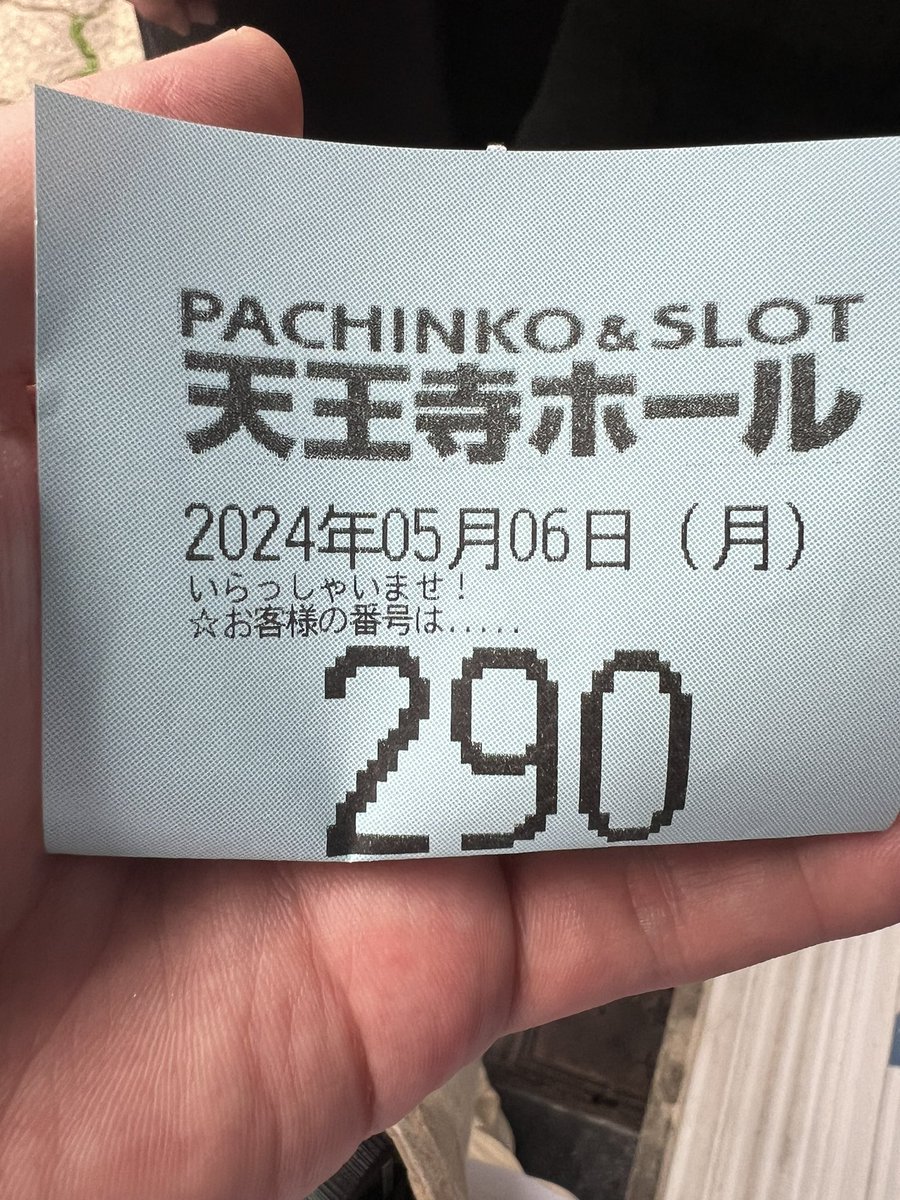 PACHINKO & SLOT
天王寺ホール
2024年05月06日（月）
いらっしゃいませ！
☆お客様の番号は.....
290